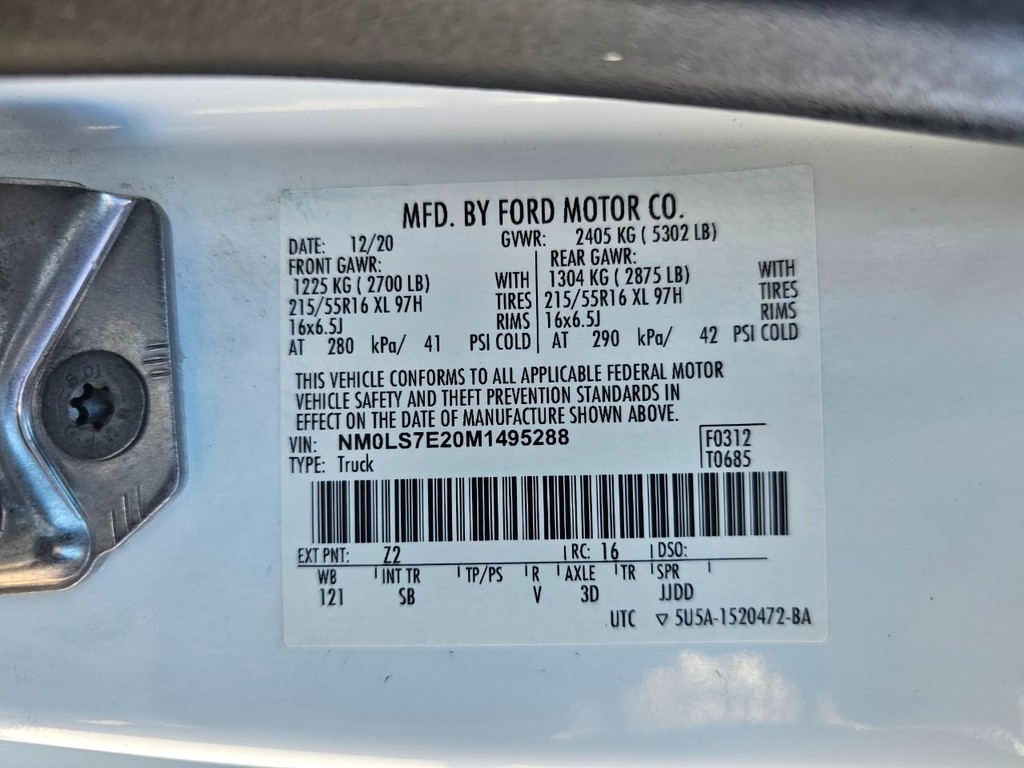 MFD. BY FORD MOTOR CO.
DATE: 12/20 GVWR: 2405 KG ( 5302 LB)
FRONT GAWR: REAR GAWR:
1225 KG ( 2700 LB) WITH 1304 KG ( 2875 LB) WITH
215/55R16 XL 97H TIRES 215/55R16 XL 97H TIRES
16x6.5J RIMS 16x6.5J RIMS
AT 280 kPa/ 41 PSI COLD AT 290 kPa/ 42 PSI COLD
THIS VEHICLE CONFORMS TO ALL APPLICABLE FEDERAL MOTOR
VEHICLE SAFETY AND THEFT PREVENTION STANDARDS IN
EFFECT ON THE DATE OF MANUFACTURE SHOWN ABOVE.
VIN: NM0LS7E20M1495288 F0312
TYPE: Truck T0685
EXT PNT: Z2 RC: 16 DSO:
WB INT TR TP/PS R AXLE TR SPR
121 SB V 3D JJDD
UTC ▽ 5U5A-1520472-BA